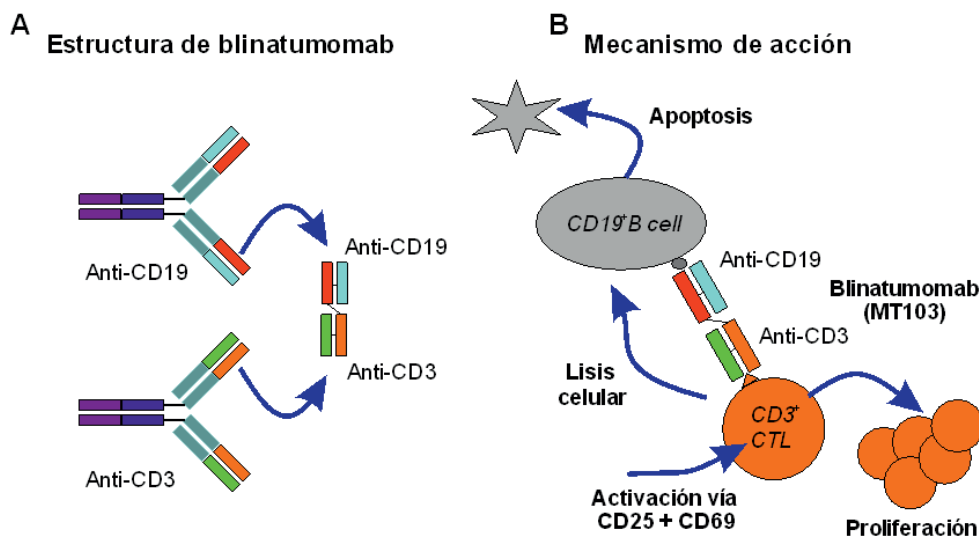 A
Estructura de blinatumomab
Anti-CD19
Anti-CD19
Anti-CD3
Anti-CD3
B
Mecanismo de acción
Apoptosis
CD19⁺B cell
Anti-CD19
Blinatumomab
(MT103)
Anti-CD3
Lisis
celular
CD3⁺
CTL
Activación vía
CD25 + CD69
Proliferación